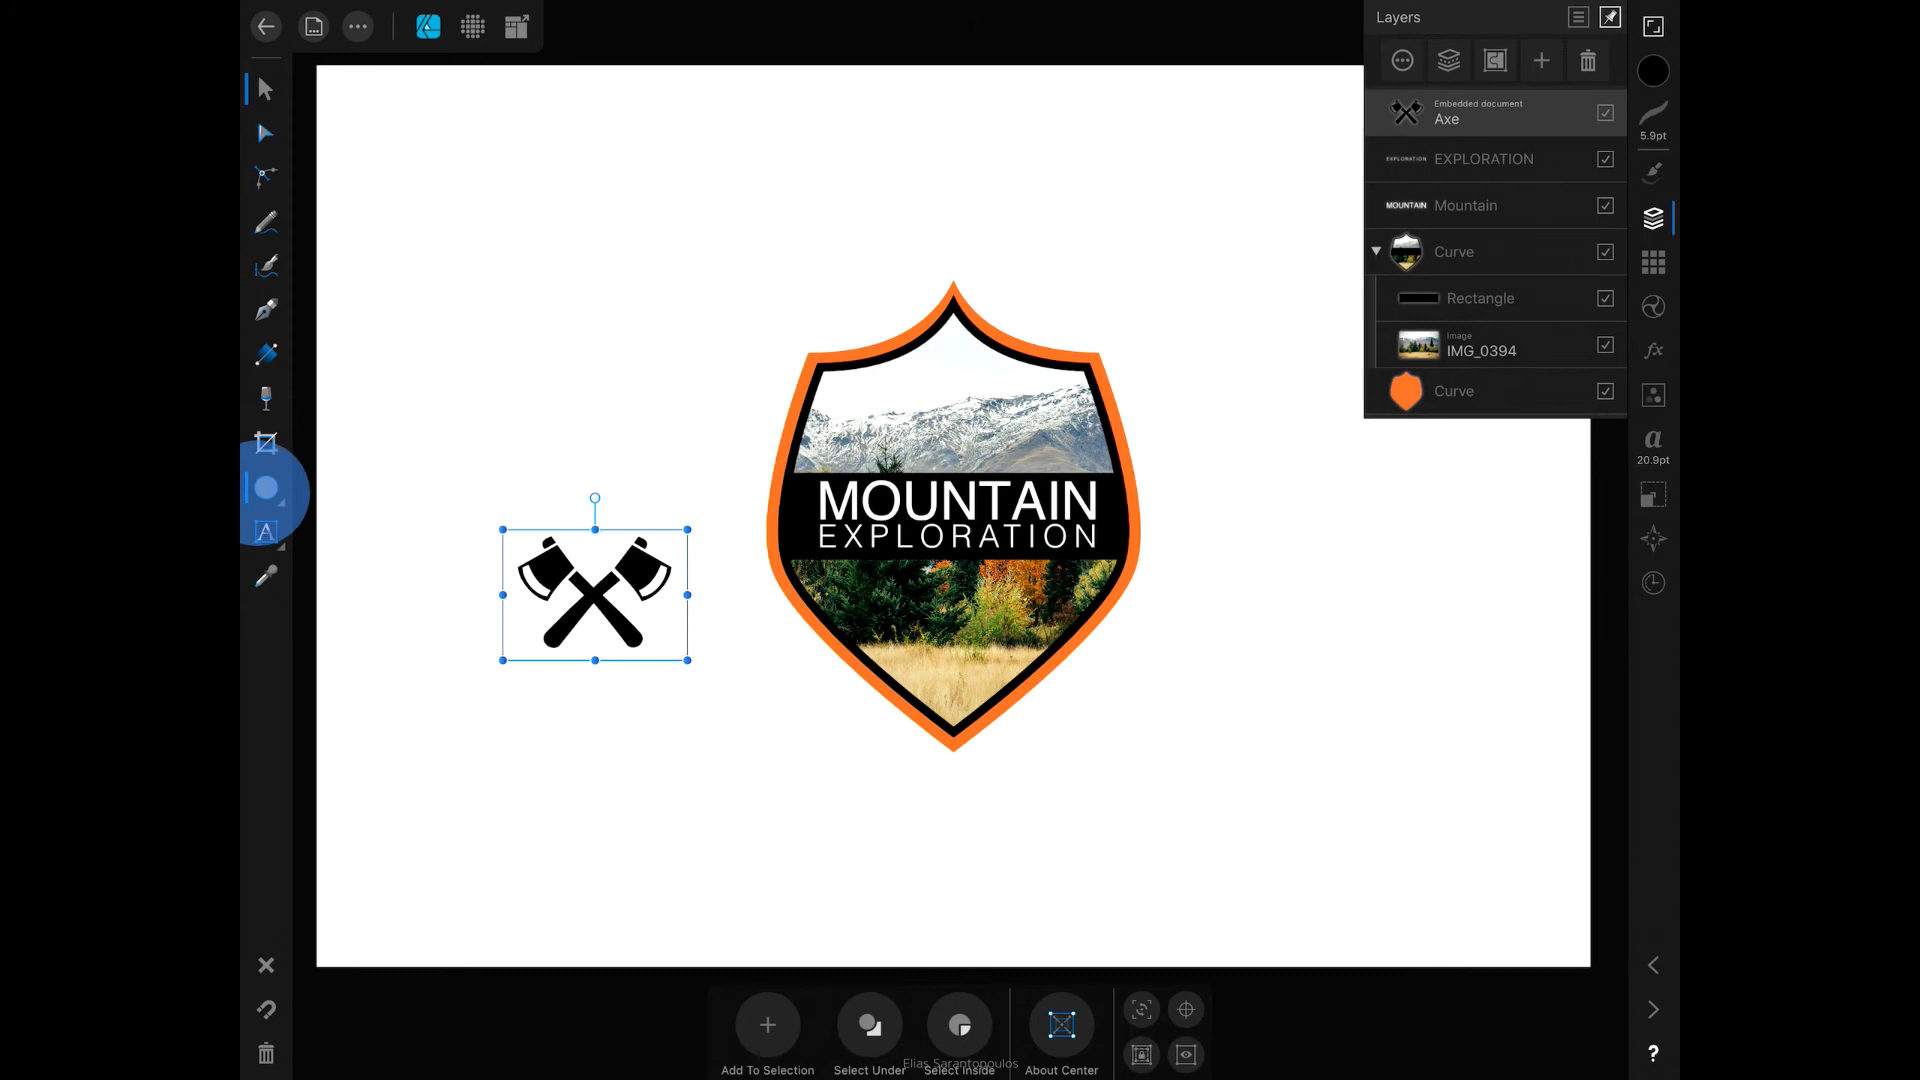 Layers
Embedded document
Axe
EXPLORATION EXPLORATION
MOUNTAIN Mountain
Curve
Rectangle
Image
IMG_0394
Curve
5.9pt
a
20.9pt
A
MOUNTAIN
EXPLORATION
fx
?
Add To Selection
Select Under
Select Inside
About Center
Elias Sarantopoulos